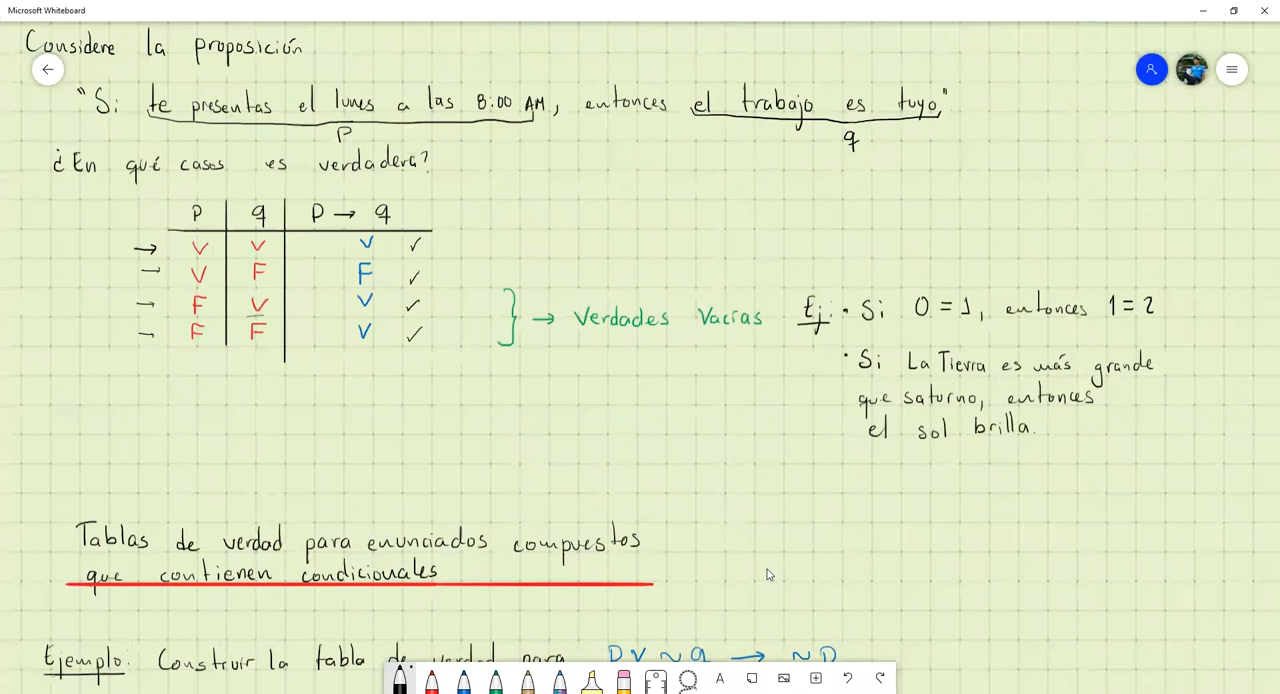 Microsoft Whiteboard
Considere la proposición
"Si te presentas el lunes a las 8:00 AM, entonces el trabajo es tuyo"
P q
¿En qué casos es verdadera?
P q P → q
→ V V V ✓
– V F F ✓
– F V V ✓
– F F V ✓
} → Verdades Vacías
Ej: • Si 0 = 1, entonces 1 = 2
• Si La Tierra es más grande
que saturno, entonces
el sol brilla.
Tablas de verdad para enunciados compuestos
que contienen condicionales
Ejemplo: Construir la tabla de verdad para P V ~ q → ~ P
A